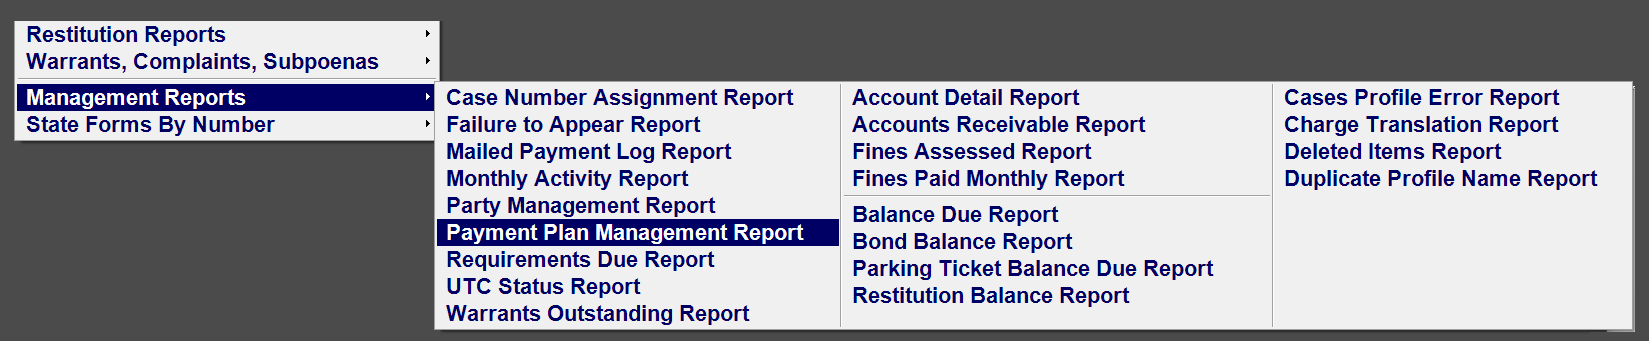 Restitution Reports
Warrants, Complaints, Subpoenas
Management Reports
State Forms By Number
Case Number Assignment Report
Failure to Appear Report
Mailed Payment Log Report
Monthly Activity Report
Party Management Report
Payment Plan Management Report
Requirements Due Report
UTC Status Report
Warrants Outstanding Report
Account Detail Report
Accounts Receivable Report
Fines Assessed Report
Fines Paid Monthly Report
Balance Due Report
Bond Balance Report
Parking Ticket Balance Due Report
Restitution Balance Report
Cases Profile Error Report
Charge Translation Report
Deleted Items Report
Duplicate Profile Name Report